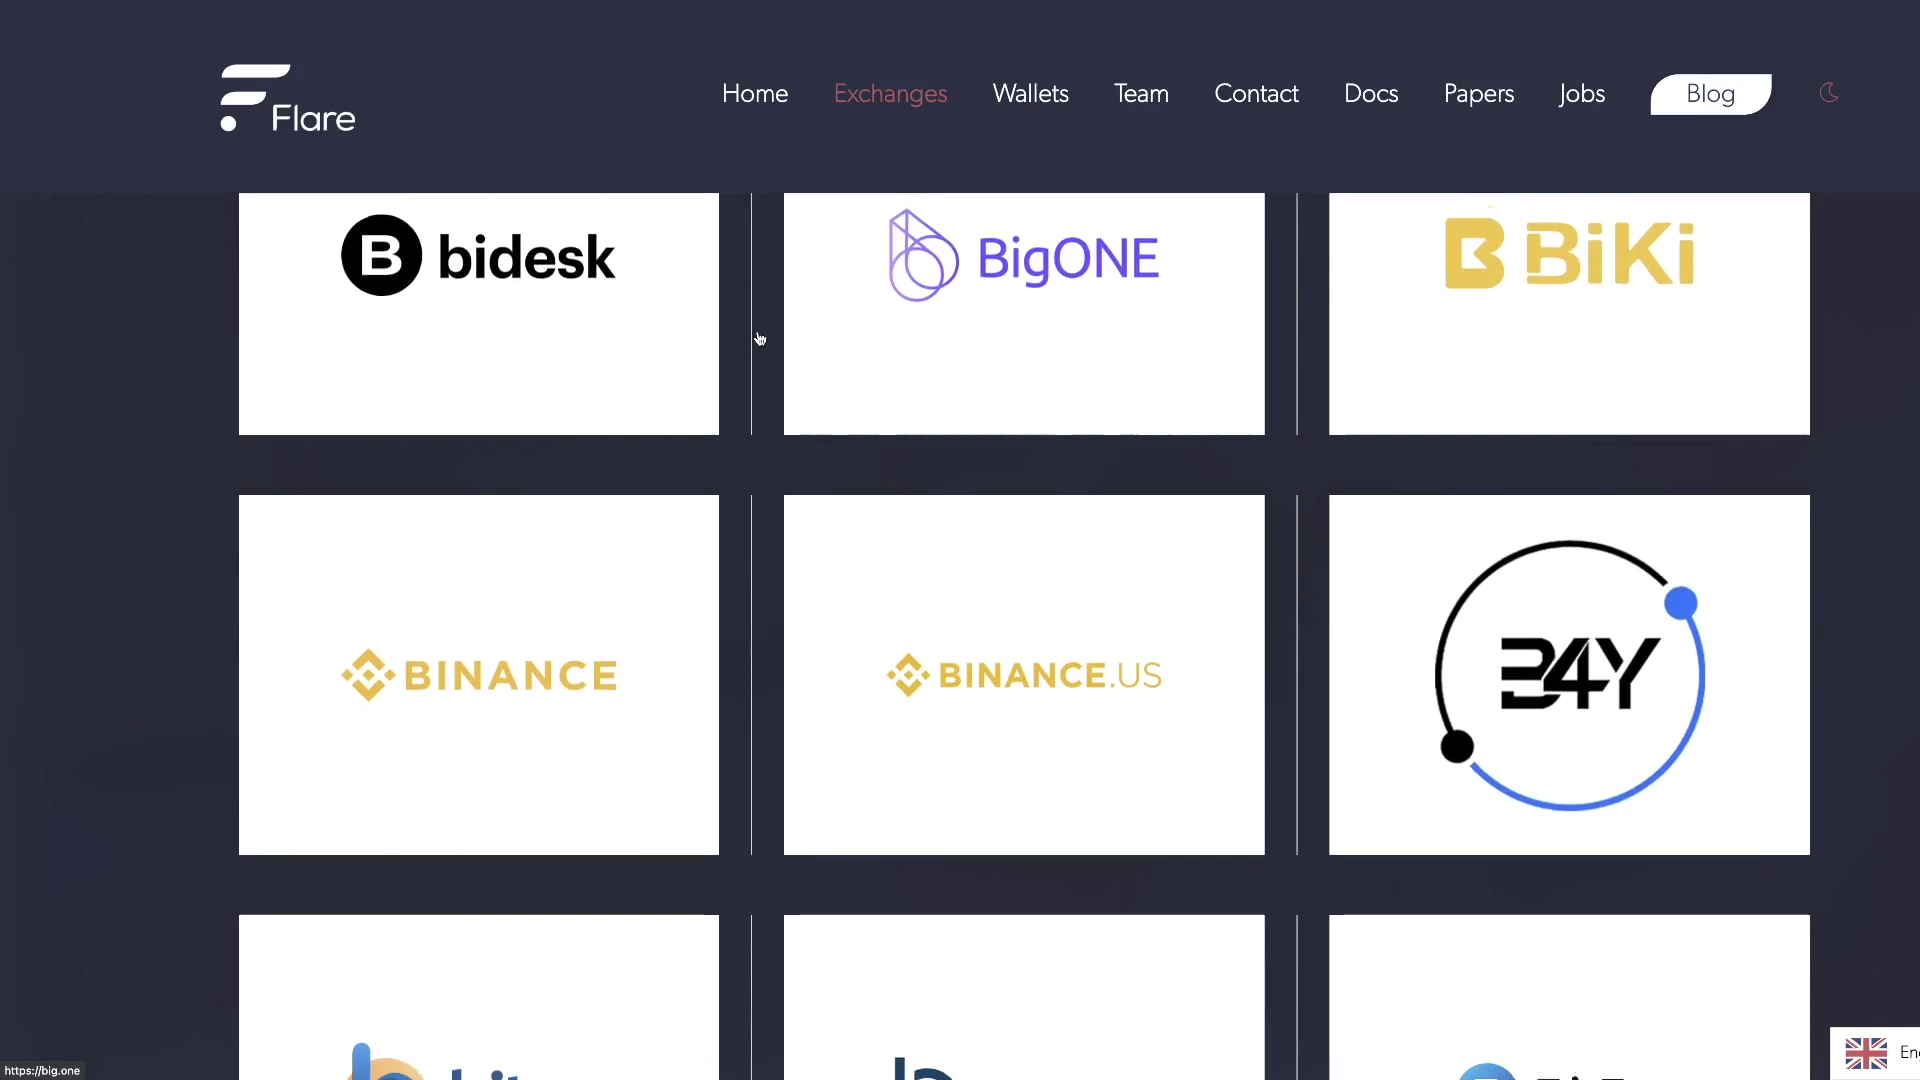 Flare
Home Exchanges Wallets Team Contact Docs Papers Jobs Blog
B bidesk
BigONE
BiKi
BINANCE
BINANCE.US
B4Y
https://big.one